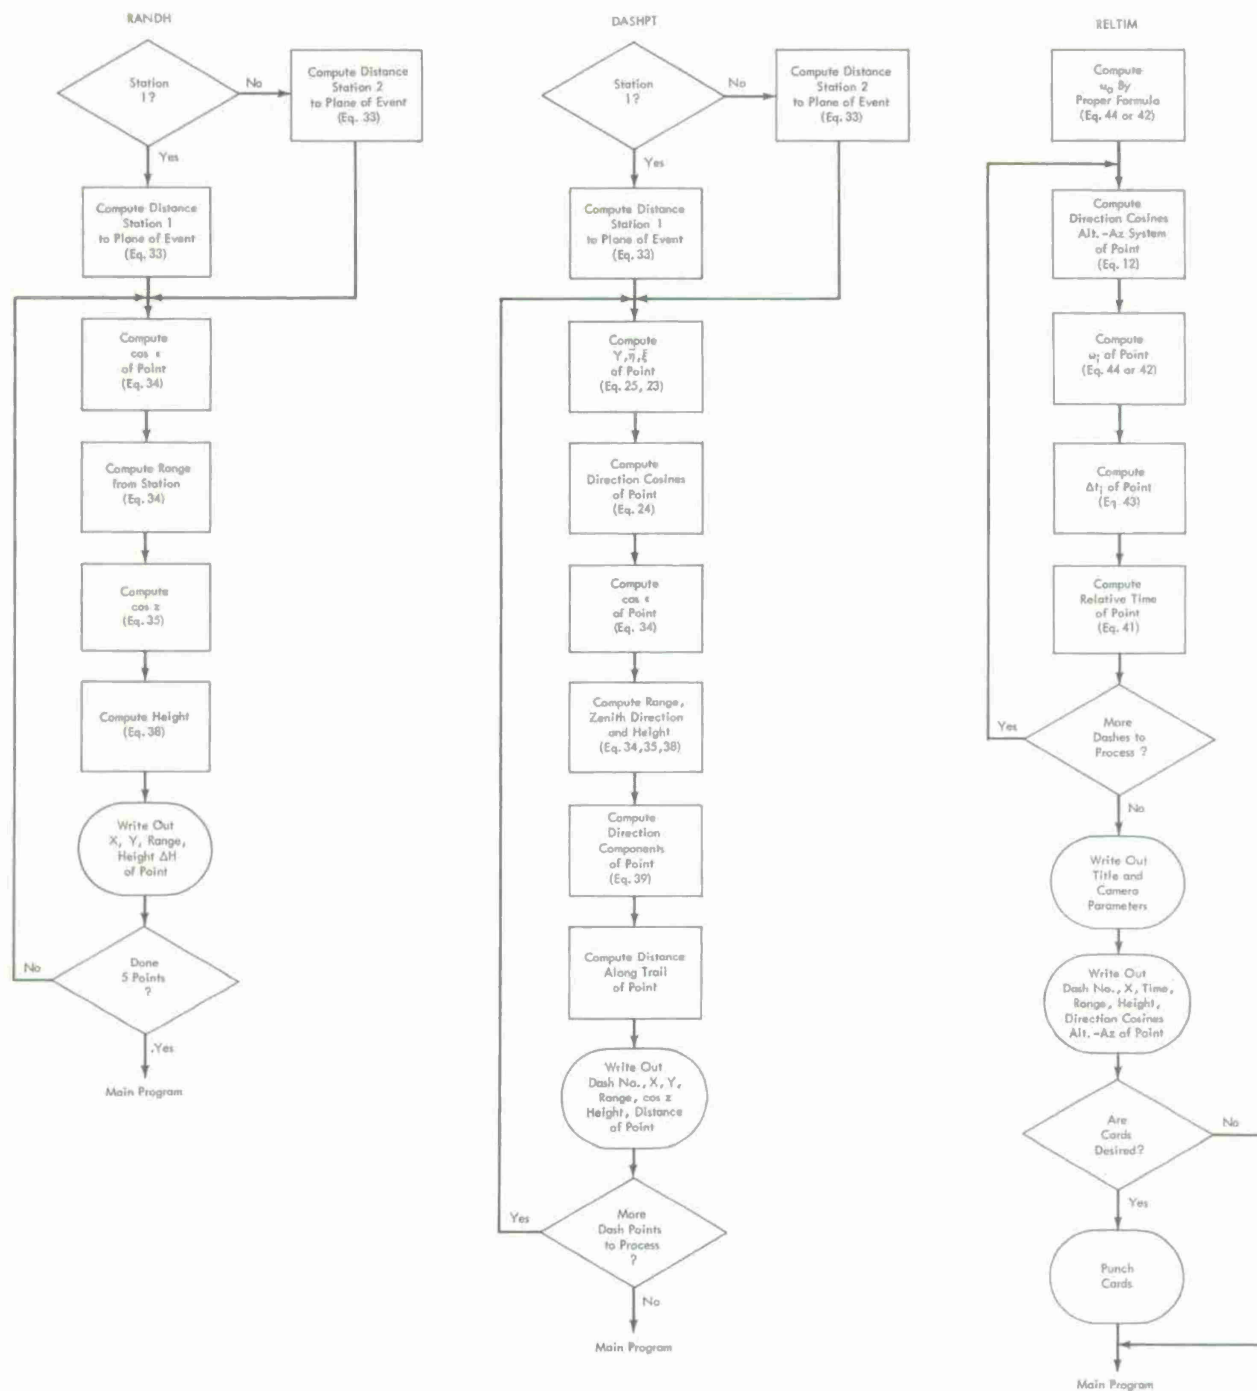 RANDH
Station
1?
No
Compute Distance
Station 2
to Plane of Event
(Eq. 33)
Yes
Compute Distance
Station 1
to Plane of Event
(Eq. 33)
Compute
cos ε
of Point
(Eq. 34)
Compute Range
from Station
(Eq. 34)
Compute
cos z
(Eq. 35)
Compute Height
(Eq. 38)
Write Out
X, Y, Range,
Height ΔH
of Point
Done
5 Points
?
No
Yes
Main Program
DASHPT
Station
1?
No
Compute Distance
Station 2
to Plane of Event
(Eq. 33)
Yes
Compute Distance
Station 1
to Plane of Event
(Eq. 33)
Compute
Y, η̄, ξ̄
of Point
(Eq. 25, 23)
Compute
Direction Cosines
of Point
(Eq. 24)
Compute
cos ε
of Point
(Eq. 34)
Compute Range,
Zenith Direction
and Height
(Eq. 34,35,38)
Compute
Direction
Components
of Point
(Eq. 39)
Compute Distance
Along Trail
of Point
Write Out
Dash No., X, Y,
Range, cos z
Height, Distance
of Point
More
Dash Points
to Process
?
Yes
No
Main Program
RELTIM
Compute
ω₀ By
Proper Formula
(Eq. 44 or 42)
Compute
Direction Cosines
Alt.-Az System
of Point
(Eq. 12)
Compute
ωᵢ of Point
(Eq. 44 or 42)
Compute
Δtᵢ of Point
(Eq. 43)
Compute
Relative Time
of Point
(Eq. 41)
More
Dashes to
Process ?
Yes
No
Write Out
Title and
Camera
Parameters
Write Out
Dash No., X, Time,
Range, Height,
Direction Cosines
Alt.-Az of Point
Are
Cards
Desired?
No
Yes
Punch
Cards
Main Program